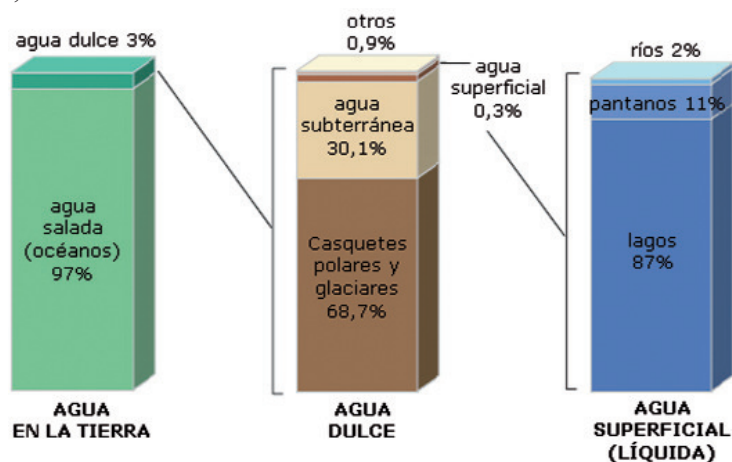 agua dulce 3%
agua
salada
(océanos)
97%
AGUA
EN LA TIERRA
otros
0,9%
agua
superficial
0,3%
agua
subterránea
30,1%
Casquetes
polares y
glaciares
68,7%
AGUA
DULCE
ríos 2%
pantanos 11%
lagos
87%
AGUA
SUPERFICIAL
(LÍQUIDA)